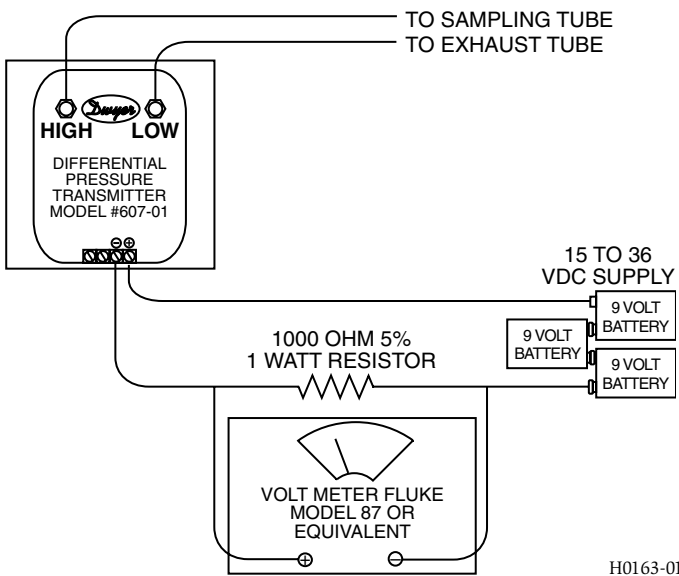 TO SAMPLING TUBE
TO EXHAUST TUBE
Dwyer
HIGH LOW
DIFFERENTIAL
PRESSURE
TRANSMITTER
MODEL #607-01
⊖ ⊕
15 TO 36
VDC SUPPLY
9 VOLT
BATTERY
9 VOLT
BATTERY
9 VOLT
BATTERY
1000 OHM 5%
1 WATT RESISTOR
VOLT METER FLUKE
MODEL 87 OR
EQUIVALENT
⊕ ⊖
H0163-01